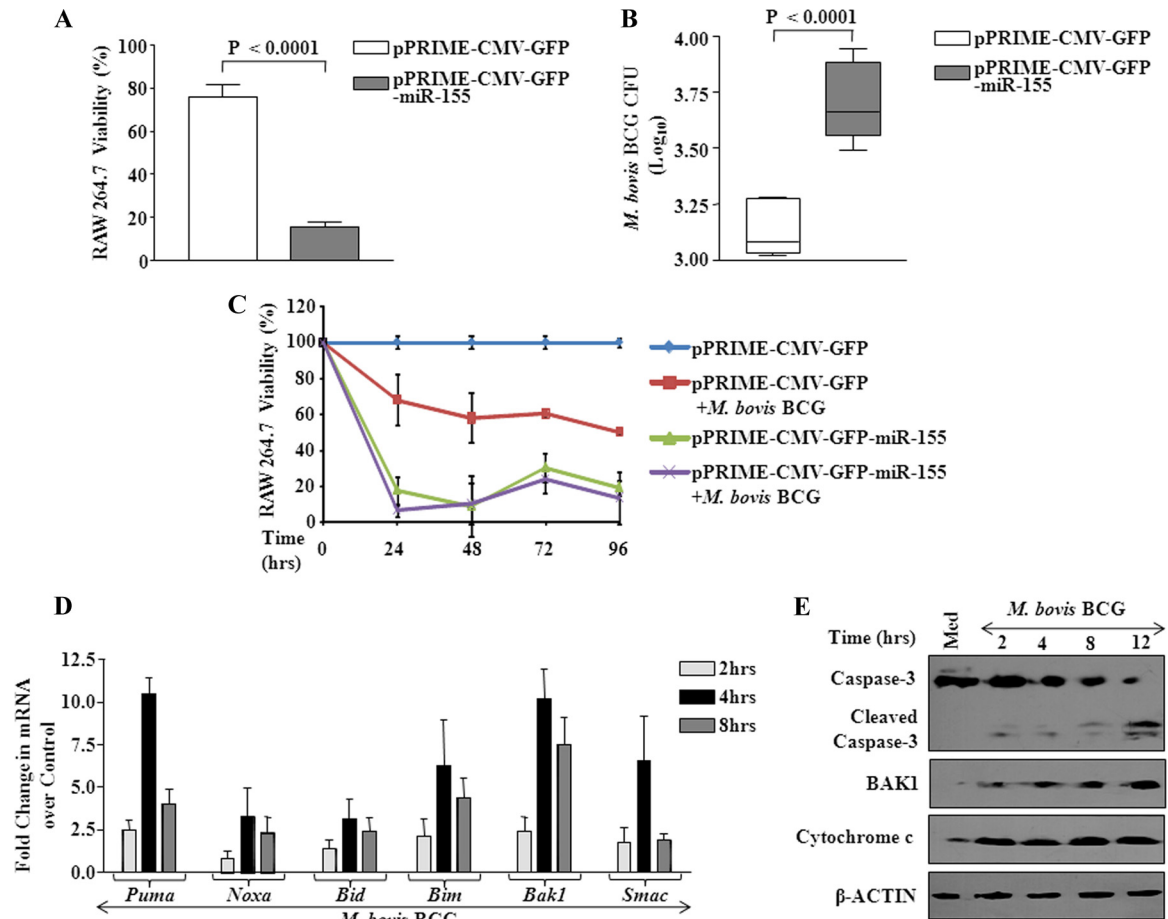 A
RAW 264.7 Viability (%)
100
80
60
40
20
0
P < 0.0001
pPRIME-CMV-GFP
pPRIME-CMV-GFP
-miR-155
B
M. bovis BCG CFU
(Log10)
4.00
3.75
3.50
3.25
3.00
P < 0.0001
pPRIME-CMV-GFP
pPRIME-CMV-GFP
-miR-155
C
RAW 264.7 Viability (%)
120
100
80
60
40
20
0
Time
(hrs)
0 24 48 72 96
pPRIME-CMV-GFP
pPRIME-CMV-GFP
+M. bovis BCG
pPRIME-CMV-GFP-miR-155
pPRIME-CMV-GFP-miR-155
+M. bovis BCG
D
Fold Change in mRNA
over Control
12.5
10.0
7.5
5.0
2.5
0.0
2hrs
4hrs
8hrs
Puma Noxa Bid Bim Bak1 Smac
M. bovis BCG
E
Med
M. bovis BCG
Time (hrs) 2 4 8 12
Caspase-3
Cleaved
Caspase-3
BAK1
Cytochrome c
β-ACTIN